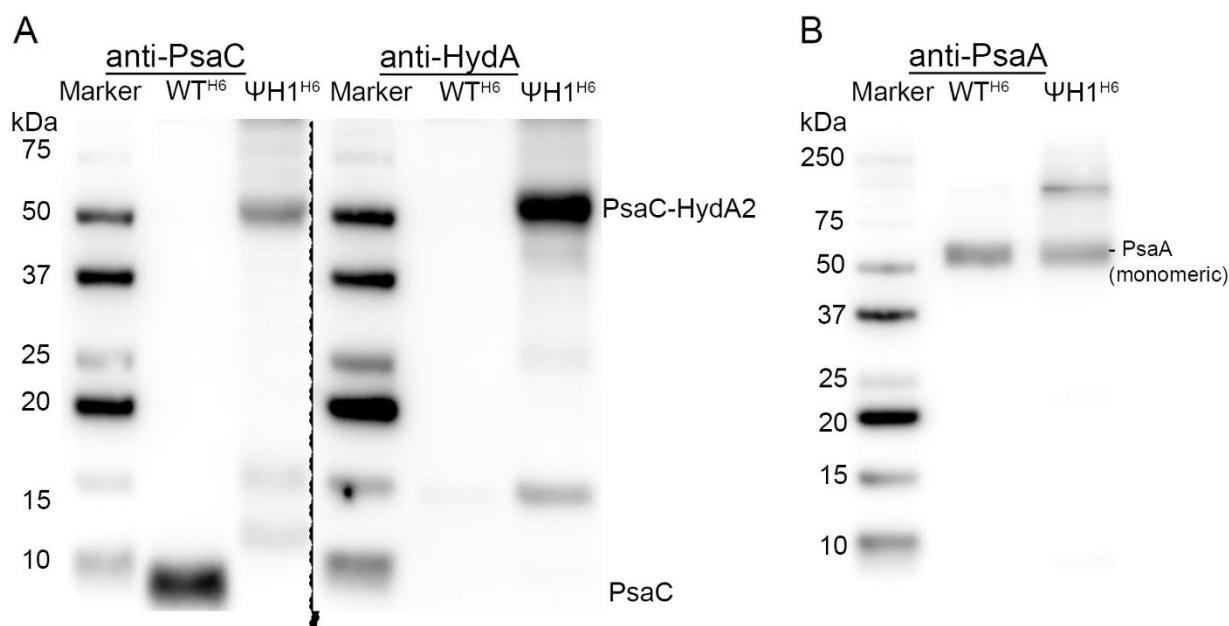 A
anti-PsaC
anti-HydA
Marker WT^H6 ΨH1^H6 Marker WT^H6 ΨH1^H6
kDa
75
50
PsaC-HydA2
37
25
20
15
10
PsaC
B
anti-PsaA
Marker WT^H6 ΨH1^H6
kDa
250
75
- PsaA
50
(monomeric)
37
25
20
15
10